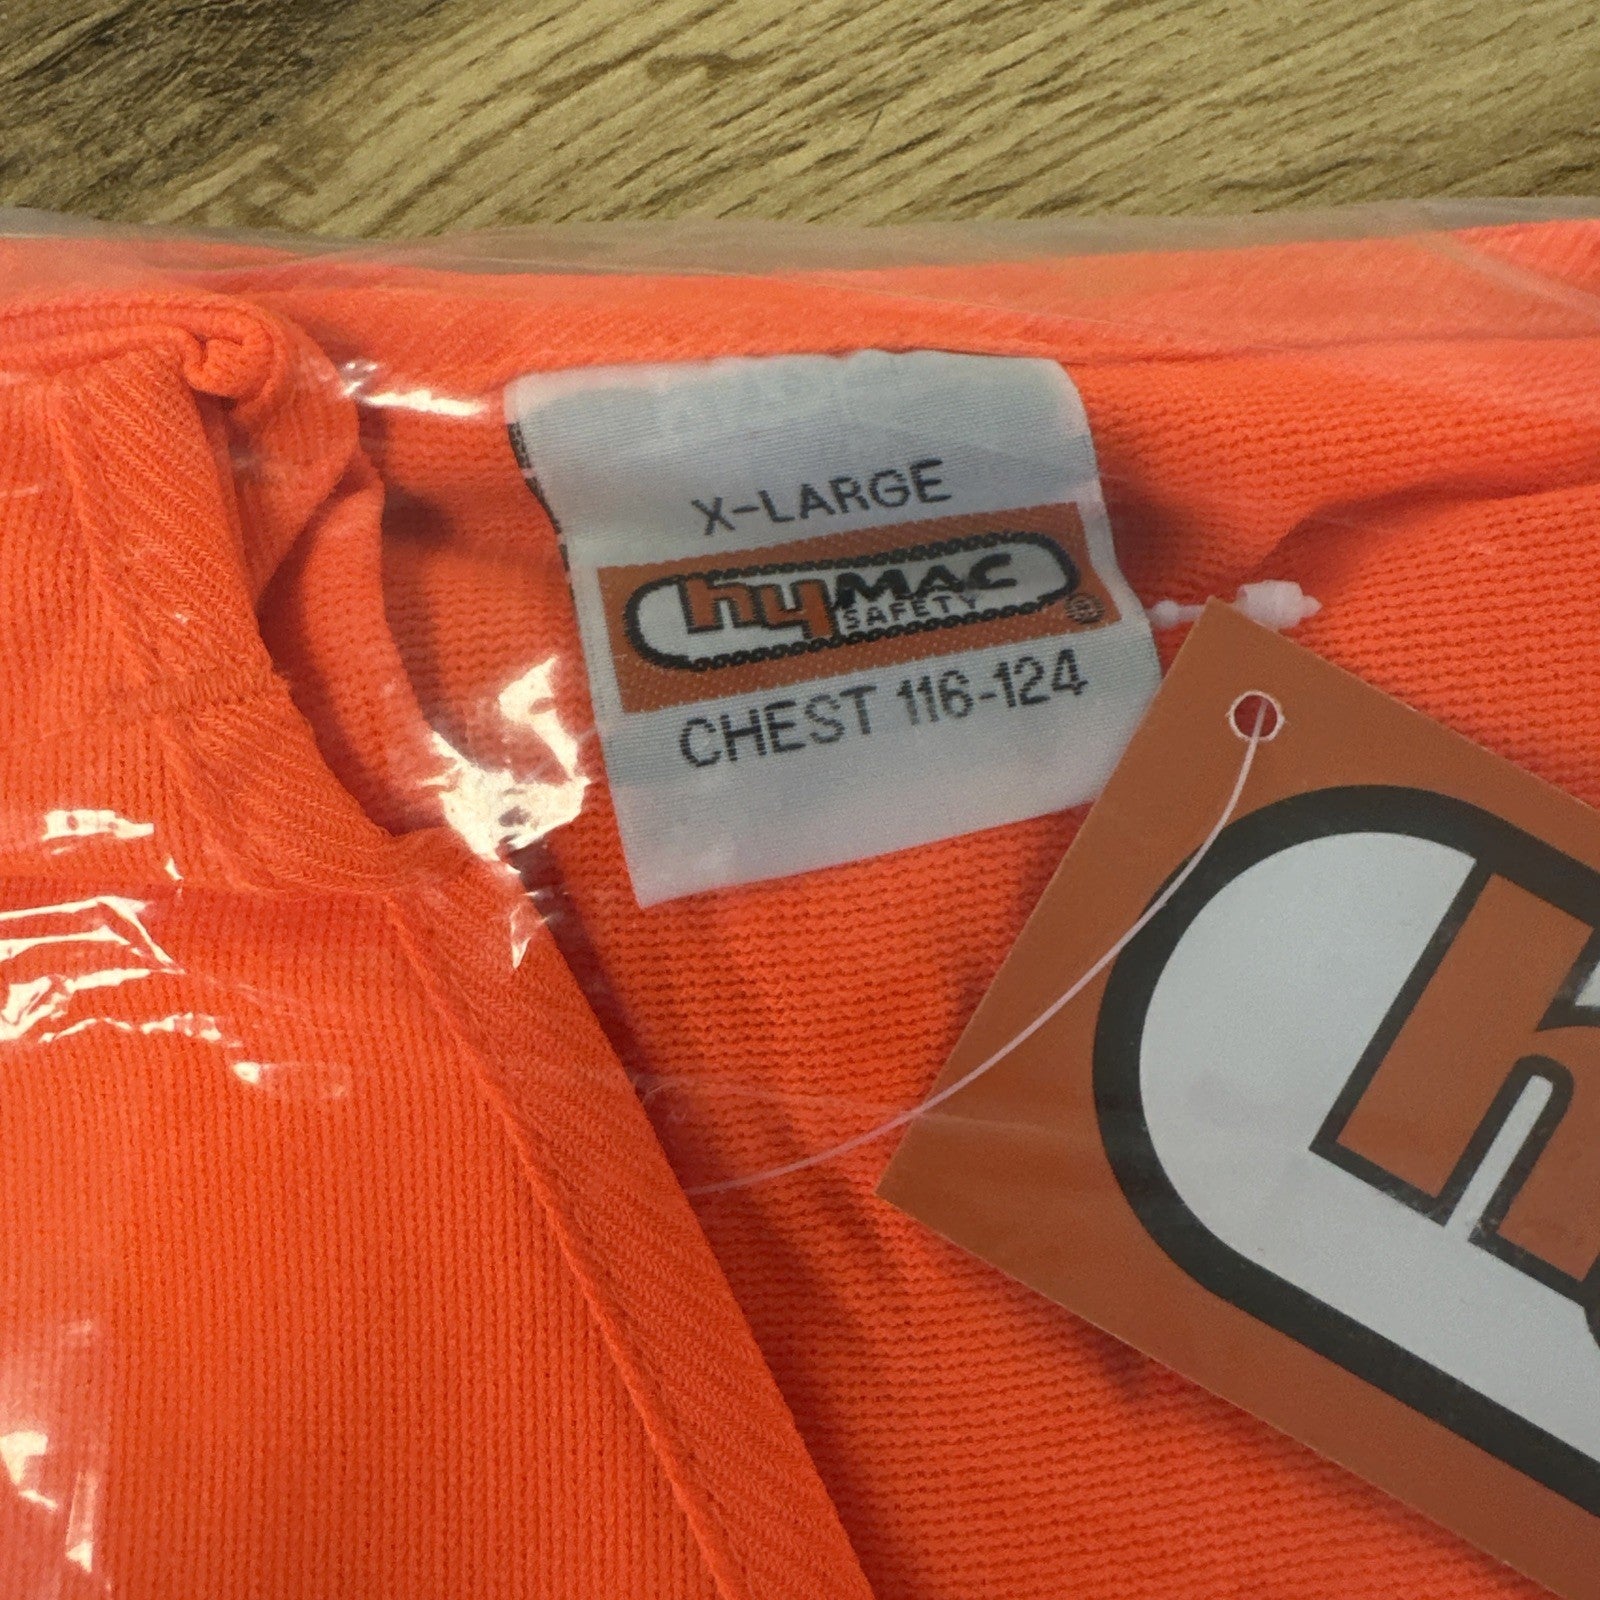 X-LARGE
hyMAC
SAFETY
®
CHEST 116-124
h